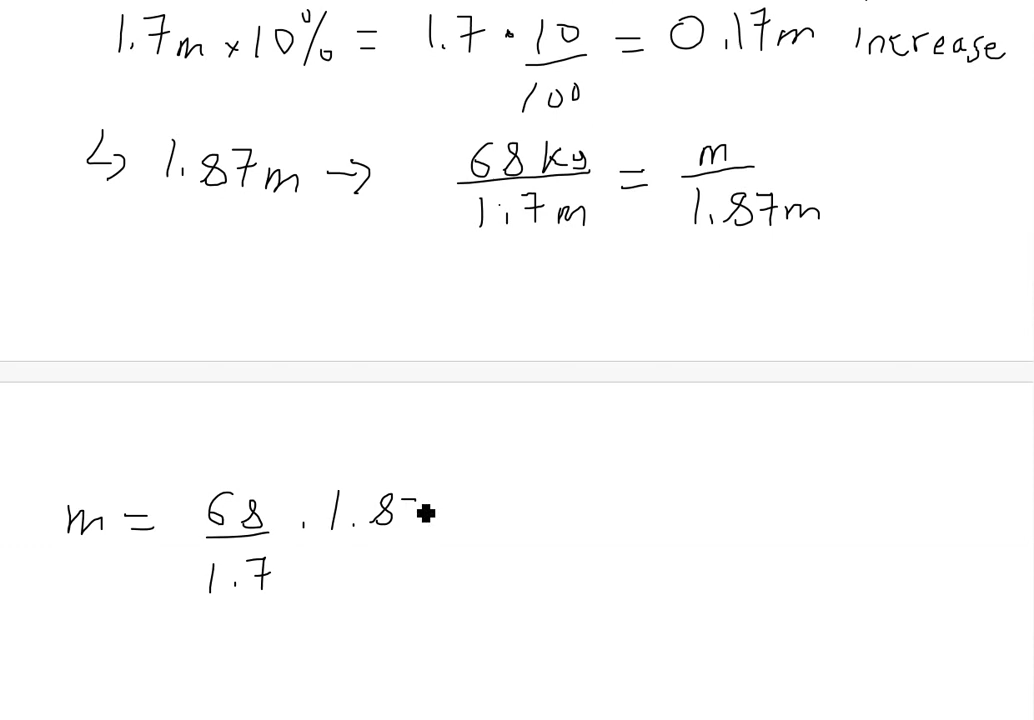 1.7m × 10% = 1.7 · 10/100 = 0.17m increase
↳ 1.87m → 68 kg/1.7m = m/1.87m
m = 68/1.7 · 1.87